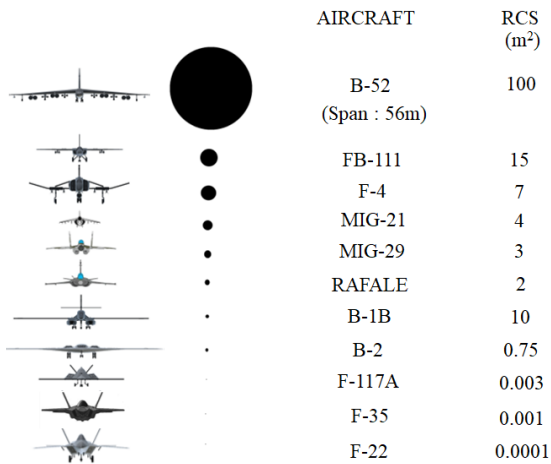 AIRCRAFT RCS
(m²)
B-52 100
(Span : 56m)
FB-111 15
F-4 7
MIG-21 4
MIG-29 3
RAFALE 2
B-1B 10
B-2 0.75
F-117A 0.003
F-35 0.001
F-22 0.0001